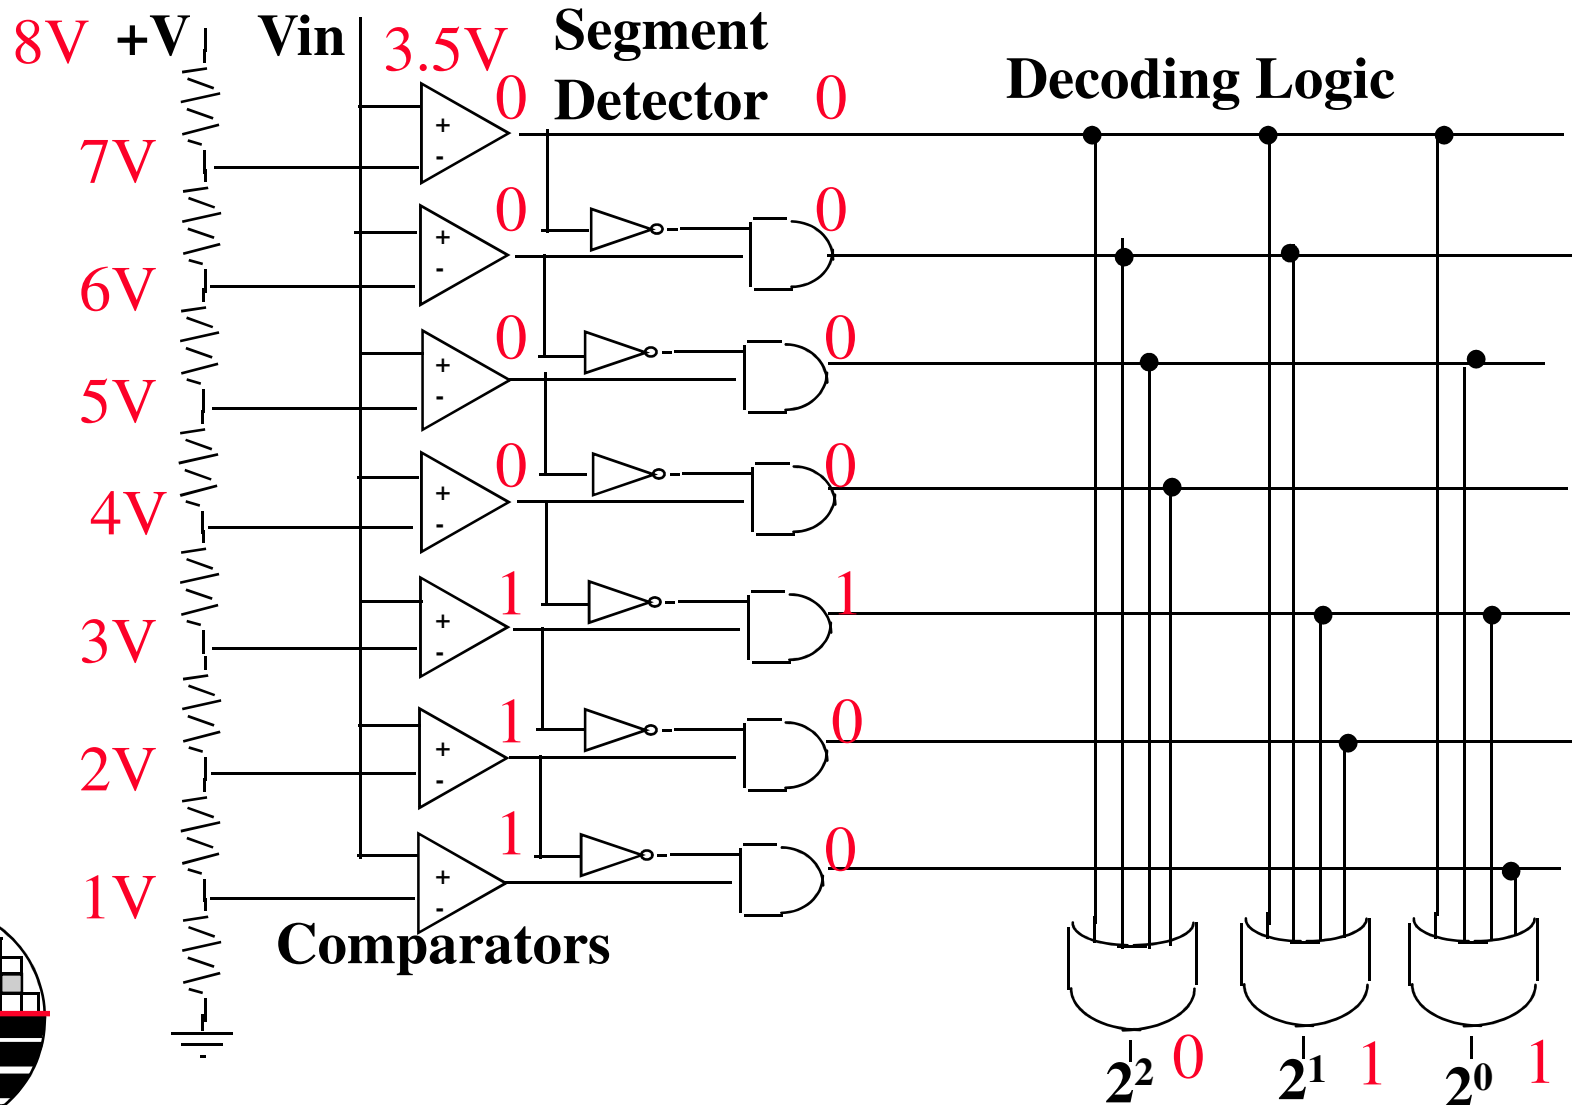 8V +V Vin 3.5V Segment
Detector
Decoding Logic
0 0
+
-
7V
0 0
+
-
6V
0 0
+
-
5V
0 0
+
-
4V
1 1
+
-
3V
1 0
+
-
2V
1 0
+
-
1V
Comparators
2² 0 2¹ 1 2⁰ 1